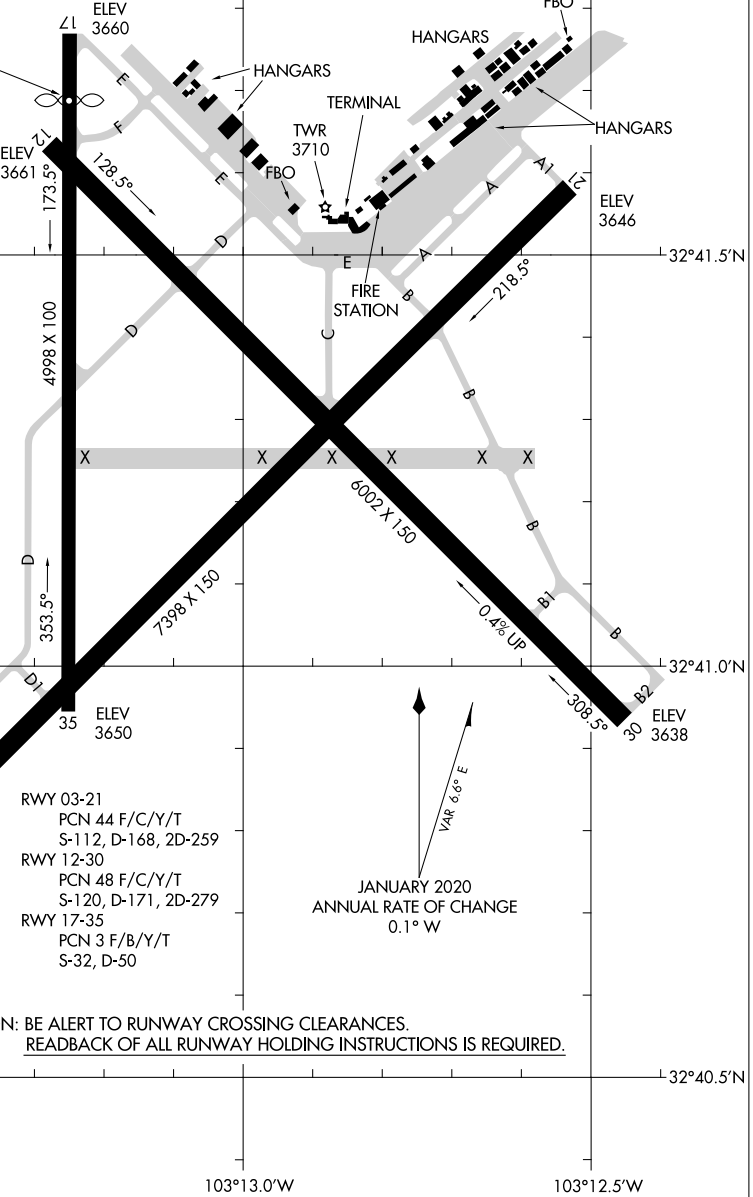 17
ELEV
3660
FBO
HANGARS
HANGARS
TERMINAL
TWR
3710
HANGARS
E
F
12
ELEV
3661
173.5°
128.5°
E
FBO
A1
21
A
ELEV
3646
D
A
E
32°41.5'N
218.5°
FIRE
STATION
B
4998 X 100
D
C
B
X
X
X
X
X
X
6002 X 150
B
D
353.5°
7398 X 150
B1
0.4% UP
B
32°41.0'N
D1
B2
308.5°
35
ELEV
3650
30
ELEV
3638
VAR 6.6° E
RWY 03-21
PCN 44 F/C/Y/T
S-112, D-168, 2D-259
RWY 12-30
PCN 48 F/C/Y/T
S-120, D-171, 2D-279
RWY 17-35
PCN 3 F/B/Y/T
S-32, D-50
JANUARY 2020
ANNUAL RATE OF CHANGE
0.1° W
N: BE ALERT TO RUNWAY CROSSING CLEARANCES.
READBACK OF ALL RUNWAY HOLDING INSTRUCTIONS IS REQUIRED.
32°40.5'N
103°13.0'W
103°12.5'W